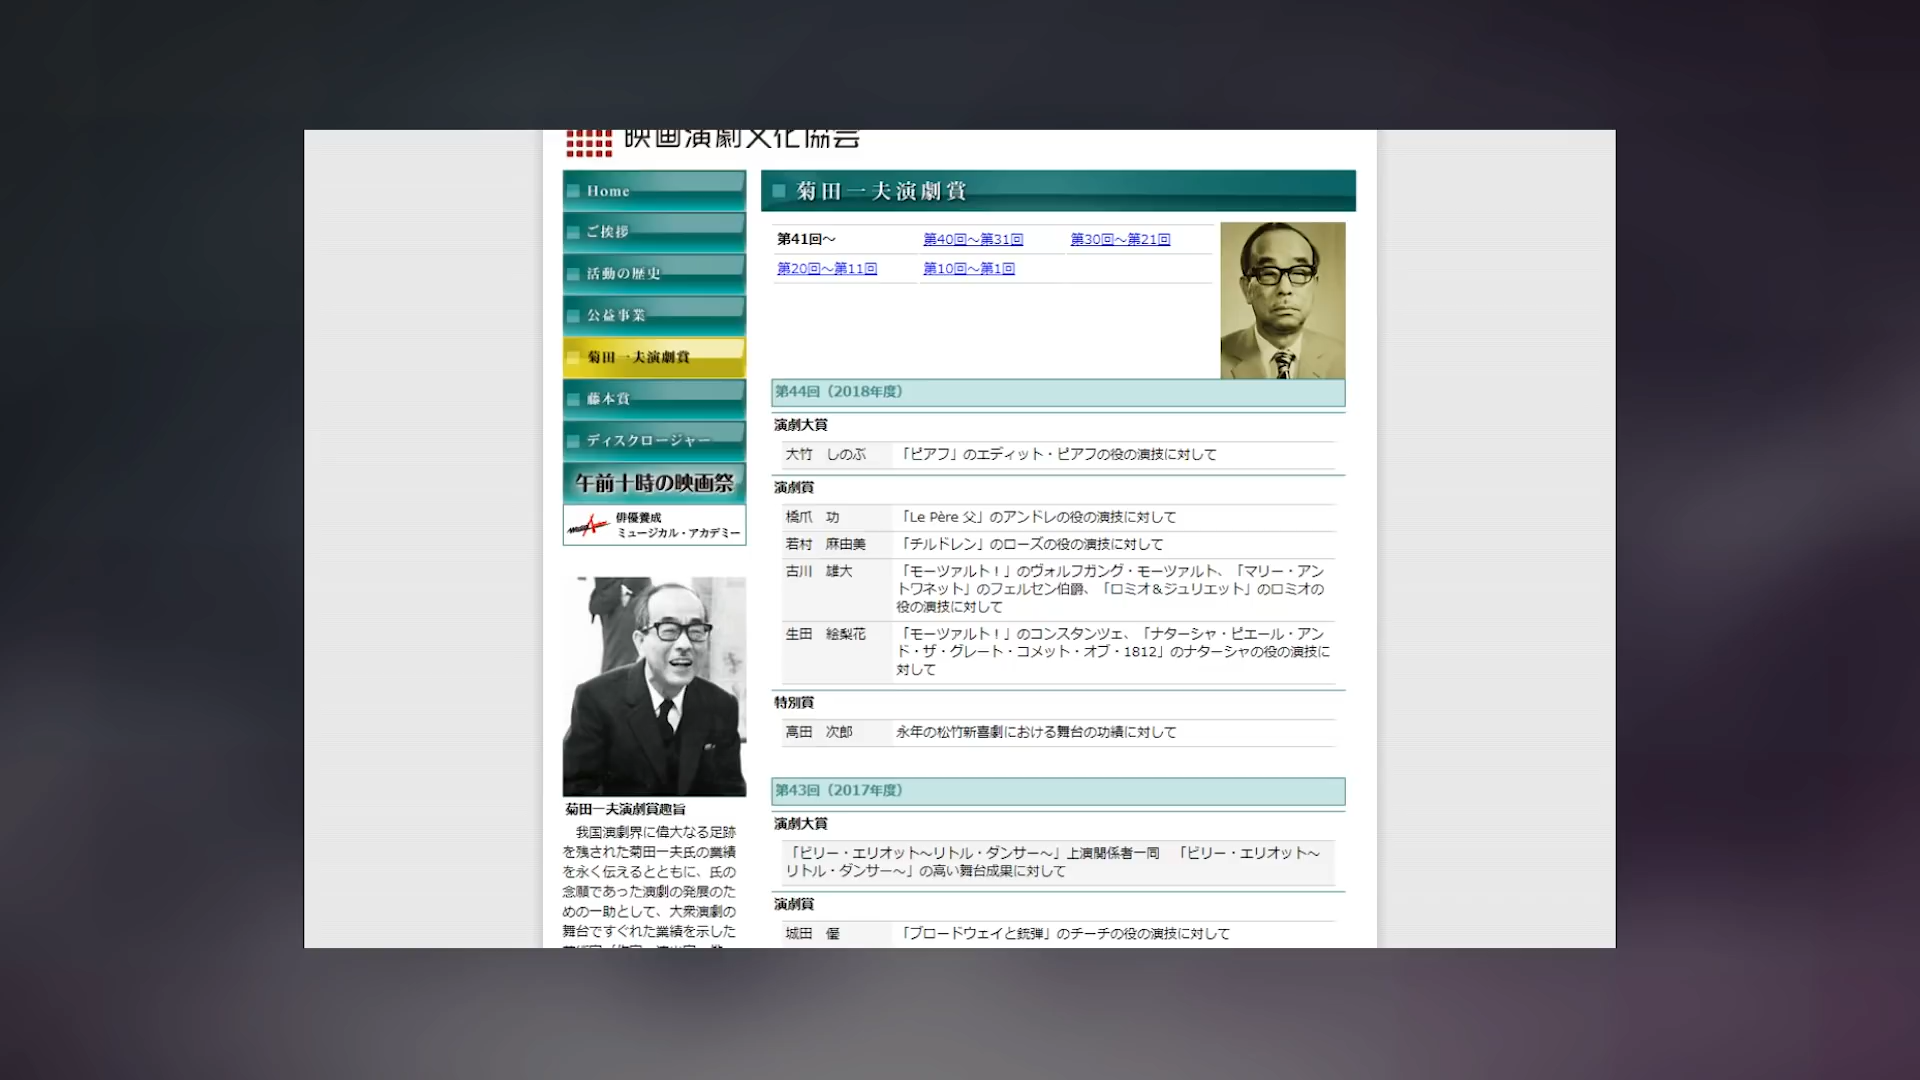 映画演劇文化協会
Home
ご挨拶
活動の歴史
公益事業
菊田一夫演劇賞
藤本賞
ディスクロージャー
午前十時の映画祭
俳優養成
ミュージカル・アカデミー
菊田一夫演劇賞趣旨
我国演劇界に偉大なる足跡
を残された菊田一夫氏の業績
を永く伝えるとともに、氏の
念願であった演劇の発展のた
めの一助として、大衆演劇の
舞台ですぐれた業績を示した
菊田一夫演劇賞
第41回～ 第40回～第31回 第30回～第21回
第20回～第11回 第10回～第1回
第44回（2018年度）
演劇大賞
大竹　しのぶ 「ピアフ」のエディット・ピアフの役の演技に対して
演劇賞
橋爪　功 「Le Père 父」のアンドレの役の演技に対して
若村　麻由美 「チルドレン」のローズの役の演技に対して
古川　雄大 「モーツァルト！」のヴォルフガング・モーツァルト、「マリー・アン
トワネット」のフェルセン伯爵、「ロミオ＆ジュリエット」のロミオの
役の演技に対して
生田　絵梨花 「モーツァルト！」のコンスタンツェ、「ナターシャ・ピエール・アン
ド・ザ・グレート・コメット・オブ・1812」のナターシャの役の演技に
対して
特別賞
高田　次郎 永年の松竹新喜劇における舞台の功績に対して
第43回（2017年度）
演劇大賞
「ビリー・エリオット～リトル・ダンサー～」上演関係者一同　「ビリー・エリオット～
リトル・ダンサー～」の高い舞台成果に対して
演劇賞
城田　優 「ブロードウェイと銃弾」のチーチの役の演技に対して